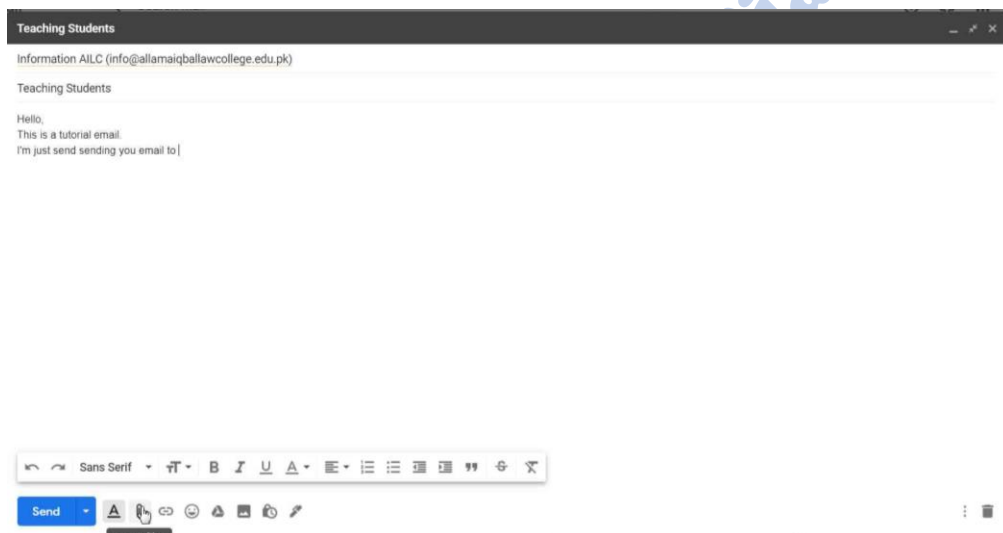 Teaching Students
Information AILC (info@allamaiqballawcollege.edu.pk)
Teaching Students
Hello,
This is a tutorial email.
I'm just send sending you email to
Sans Serif
Send